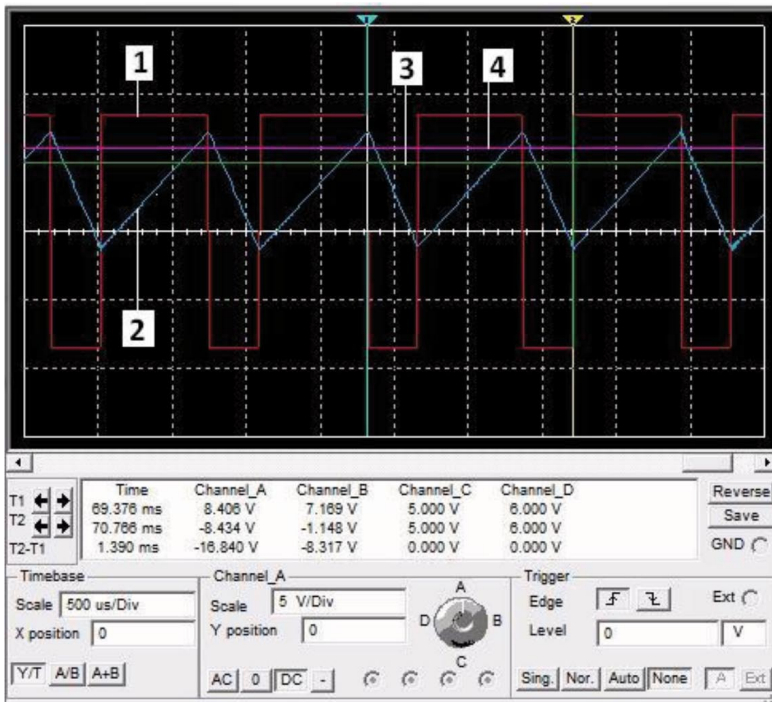 1 2
1
3
4
2
Time Channel_A Channel_B Channel_C Channel_D
T1 69.376 ms 8.406 V 7.169 V 5.000 V 6.000 V
T2 70.766 ms -8.434 V -1.148 V 5.000 V 6.000 V
T2-T1 1.390 ms -16.840 V -8.317 V 0.000 V 0.000 V
Reverse
Save
GND
Timebase
Scale 500 us/Div
X position 0
Y/T A/B A+B
Channel_A
Scale 5 V/Div
Y position 0
AC 0 DC -
A
D B
C
Trigger
Edge Ext
Level 0 V
Sing. Nor. Auto None A Ext